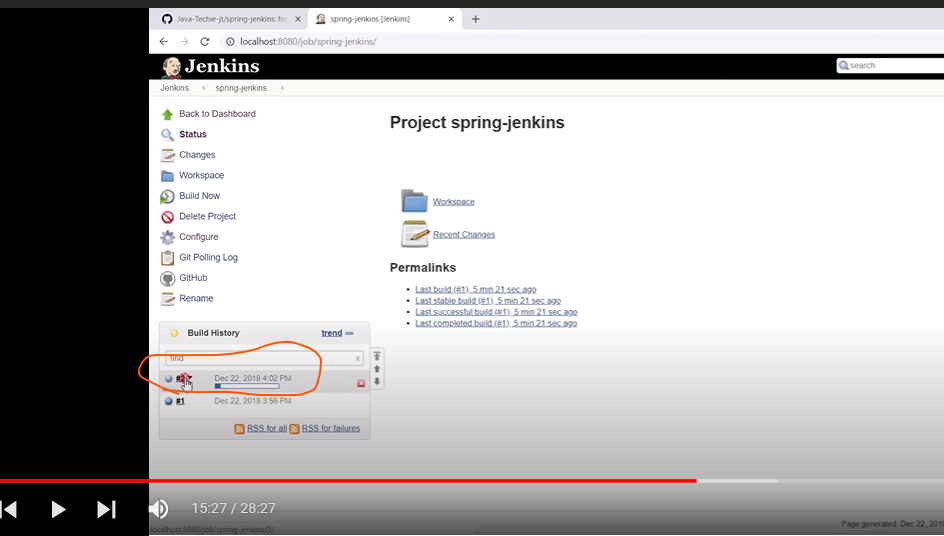 Java-Techie-jt/spring-jenkins: for
spring-jenkins [Jenkins]
localhost:8080/job/spring-jenkins/
Jenkins
search
Jenkins
spring-jenkins
Back to Dashboard
Status
Changes
Workspace
Build Now
Delete Project
Configure
Git Polling Log
GitHub
Rename
Project spring-jenkins
Workspace
Recent Changes
Permalinks
Last build (#1), 5 min 21 sec ago
Last stable build (#1), 5 min 21 sec ago
Last successful build (#1), 5 min 21 sec ago
Last completed build (#1), 5 min 21 sec ago
Build History
trend
find
x
#2 Dec 22, 2018 4:02 PM
#1 Dec 22, 2018 3:56 PM
RSS for all RSS for failures
15:27 / 28:27
localhost:8080/job/spring-jenkins/2/
Page generated: Dec 22, 201